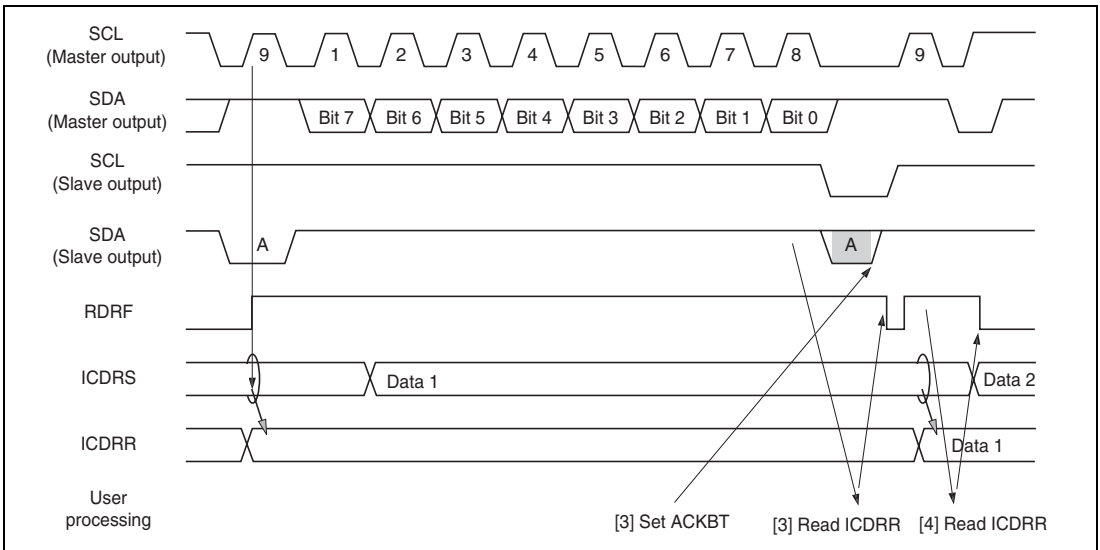 SCL
(Master output)
9 1 2 3 4 5 6 7 8 9
SDA
(Master output)
Bit 7 Bit 6 Bit 5 Bit 4 Bit 3 Bit 2 Bit 1 Bit 0
SCL
(Slave output)
SDA
(Slave output)
A A
RDRF
ICDRS
Data 1 Data 2
ICDRR
Data 1
User
processing
[3] Set ACKBT [3] Read ICDRR [4] Read ICDRR